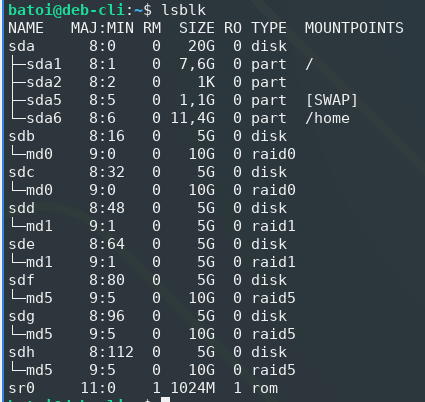 batoi@deb-cli:~$ lsblk
NAME   MAJ:MIN RM  SIZE RO TYPE  MOUNTPOINTS
sda      8:0    0   20G  0 disk
├─sda1   8:1    0  7,6G  0 part  /
├─sda2   8:2    0    1K  0 part
├─sda5   8:5    0  1,1G  0 part  [SWAP]
└─sda6   8:6    0 11,4G  0 part  /home
sdb      8:16   0    5G  0 disk
└─md0    9:0    0   10G  0 raid0
sdc      8:32   0    5G  0 disk
└─md0    9:0    0   10G  0 raid0
sdd      8:48   0    5G  0 disk
└─md1    9:1    0    5G  0 raid1
sde      8:64   0    5G  0 disk
└─md1    9:1    0    5G  0 raid1
sdf      8:80   0    5G  0 disk
└─md5    9:5    0   10G  0 raid5
sdg      8:96   0    5G  0 disk
└─md5    9:5    0   10G  0 raid5
sdh      8:112  0    5G  0 disk
└─md5    9:5    0   10G  0 raid5
sr0     11:0    1 1024M  1 rom
batoi@deb-cli:~$